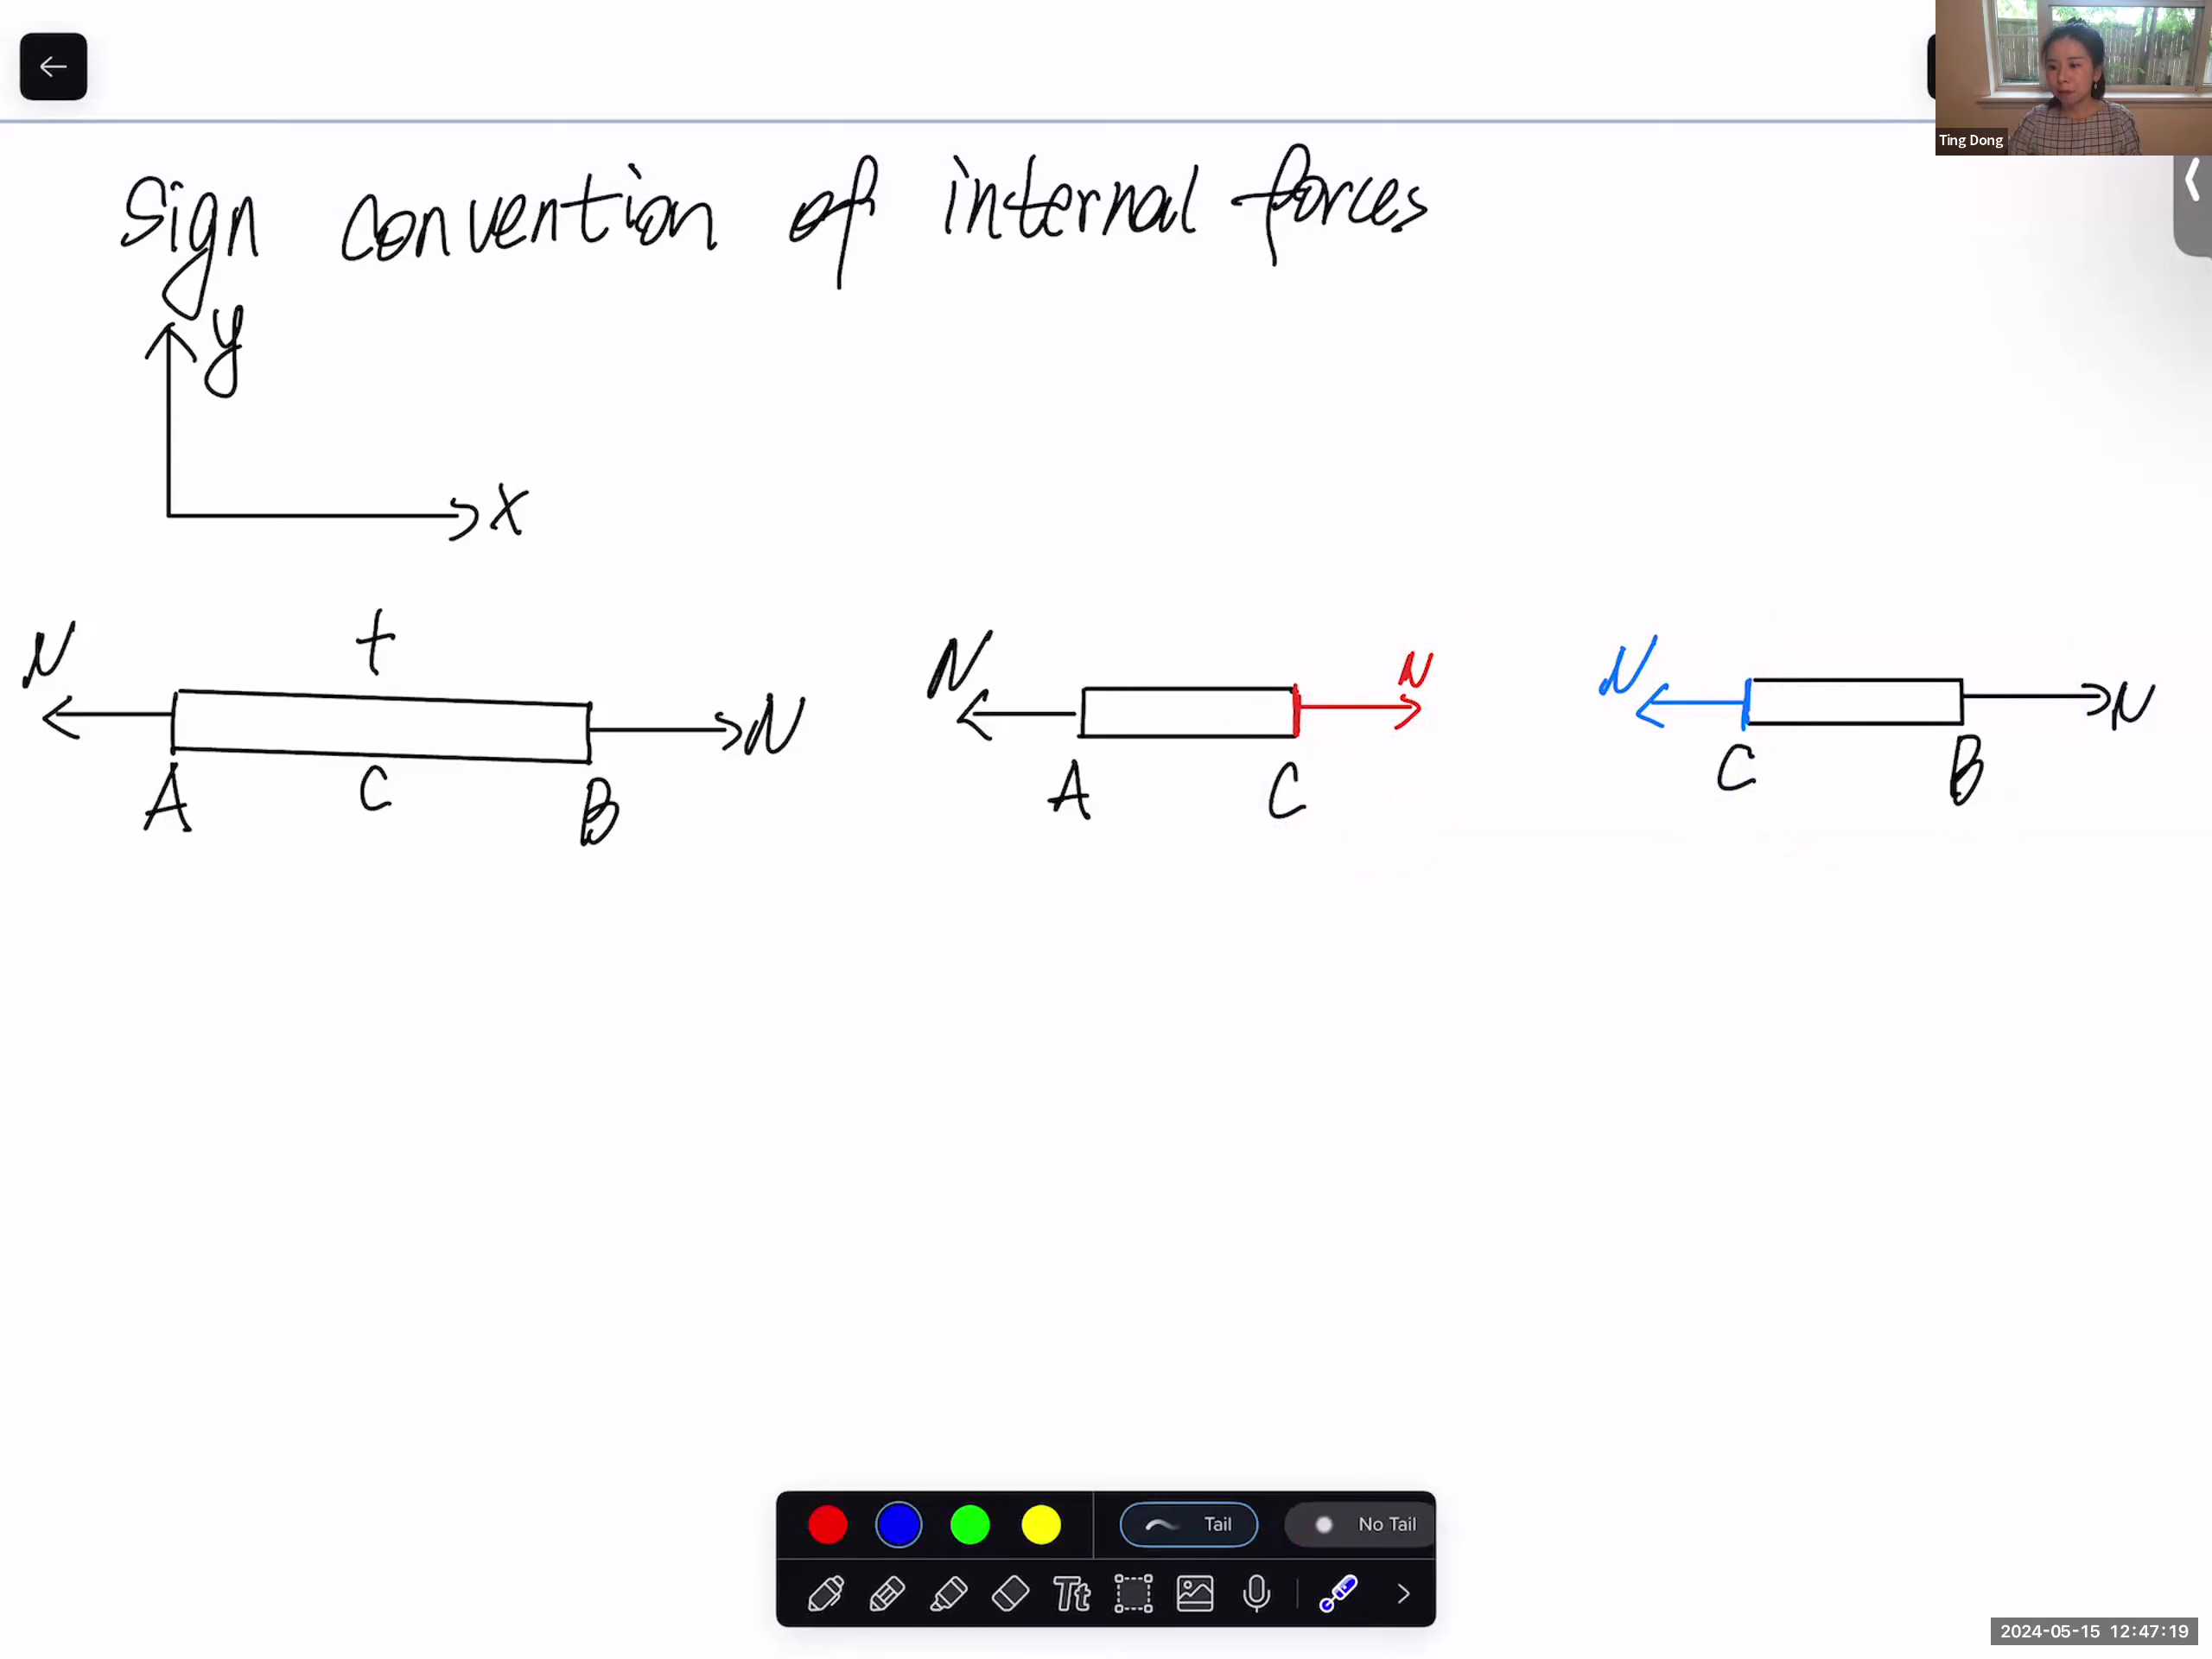 Ting Dong
Sign convention of internal forces
y
x
N + N
A C B
N N
A C
N N
C B
Tail No Tail
Tt
2024-05-15 12:47:19